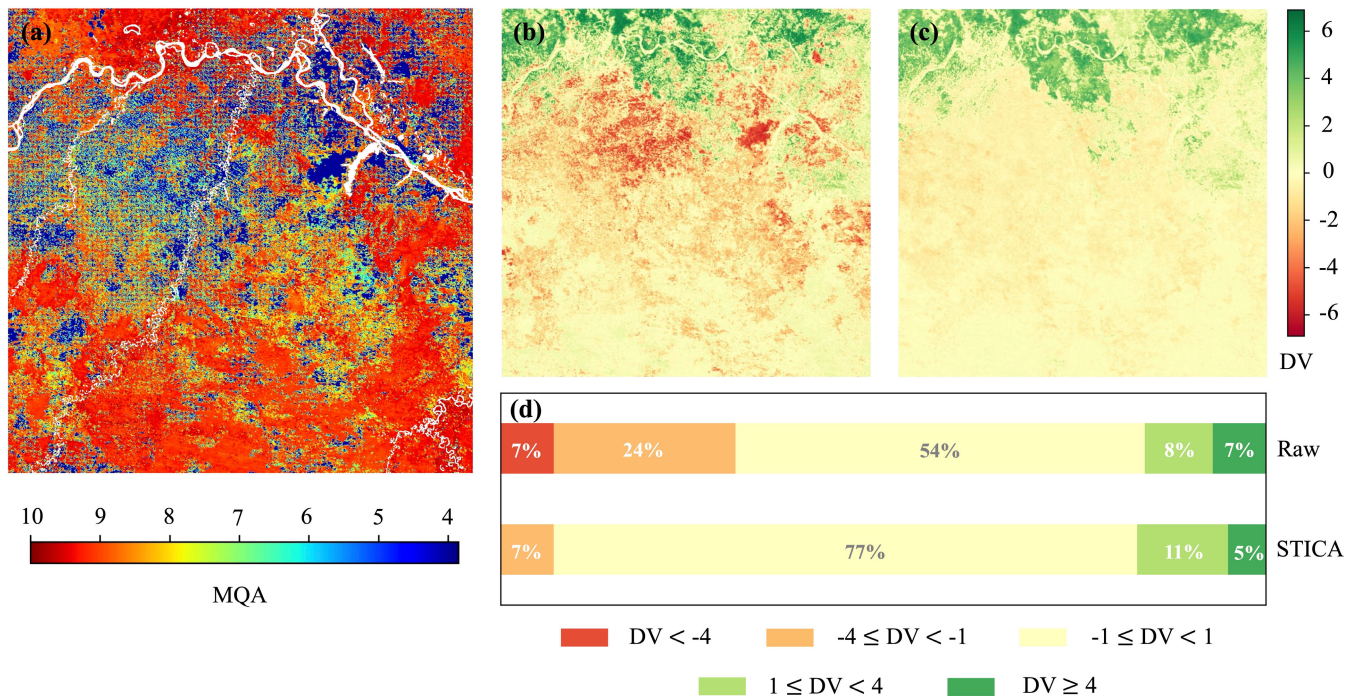 (a)
(b)
(c)
6
4
2
0
-2
-4
-6
DV
10 9 8 7 6 5 4
MQA
(d)
7% 24% 54% 8% 7% Raw
7% 77% 11% 5% STICA
DV < -4 -4 ≤ DV < -1 -1 ≤ DV < 1
1 ≤ DV < 4 DV ≥ 4